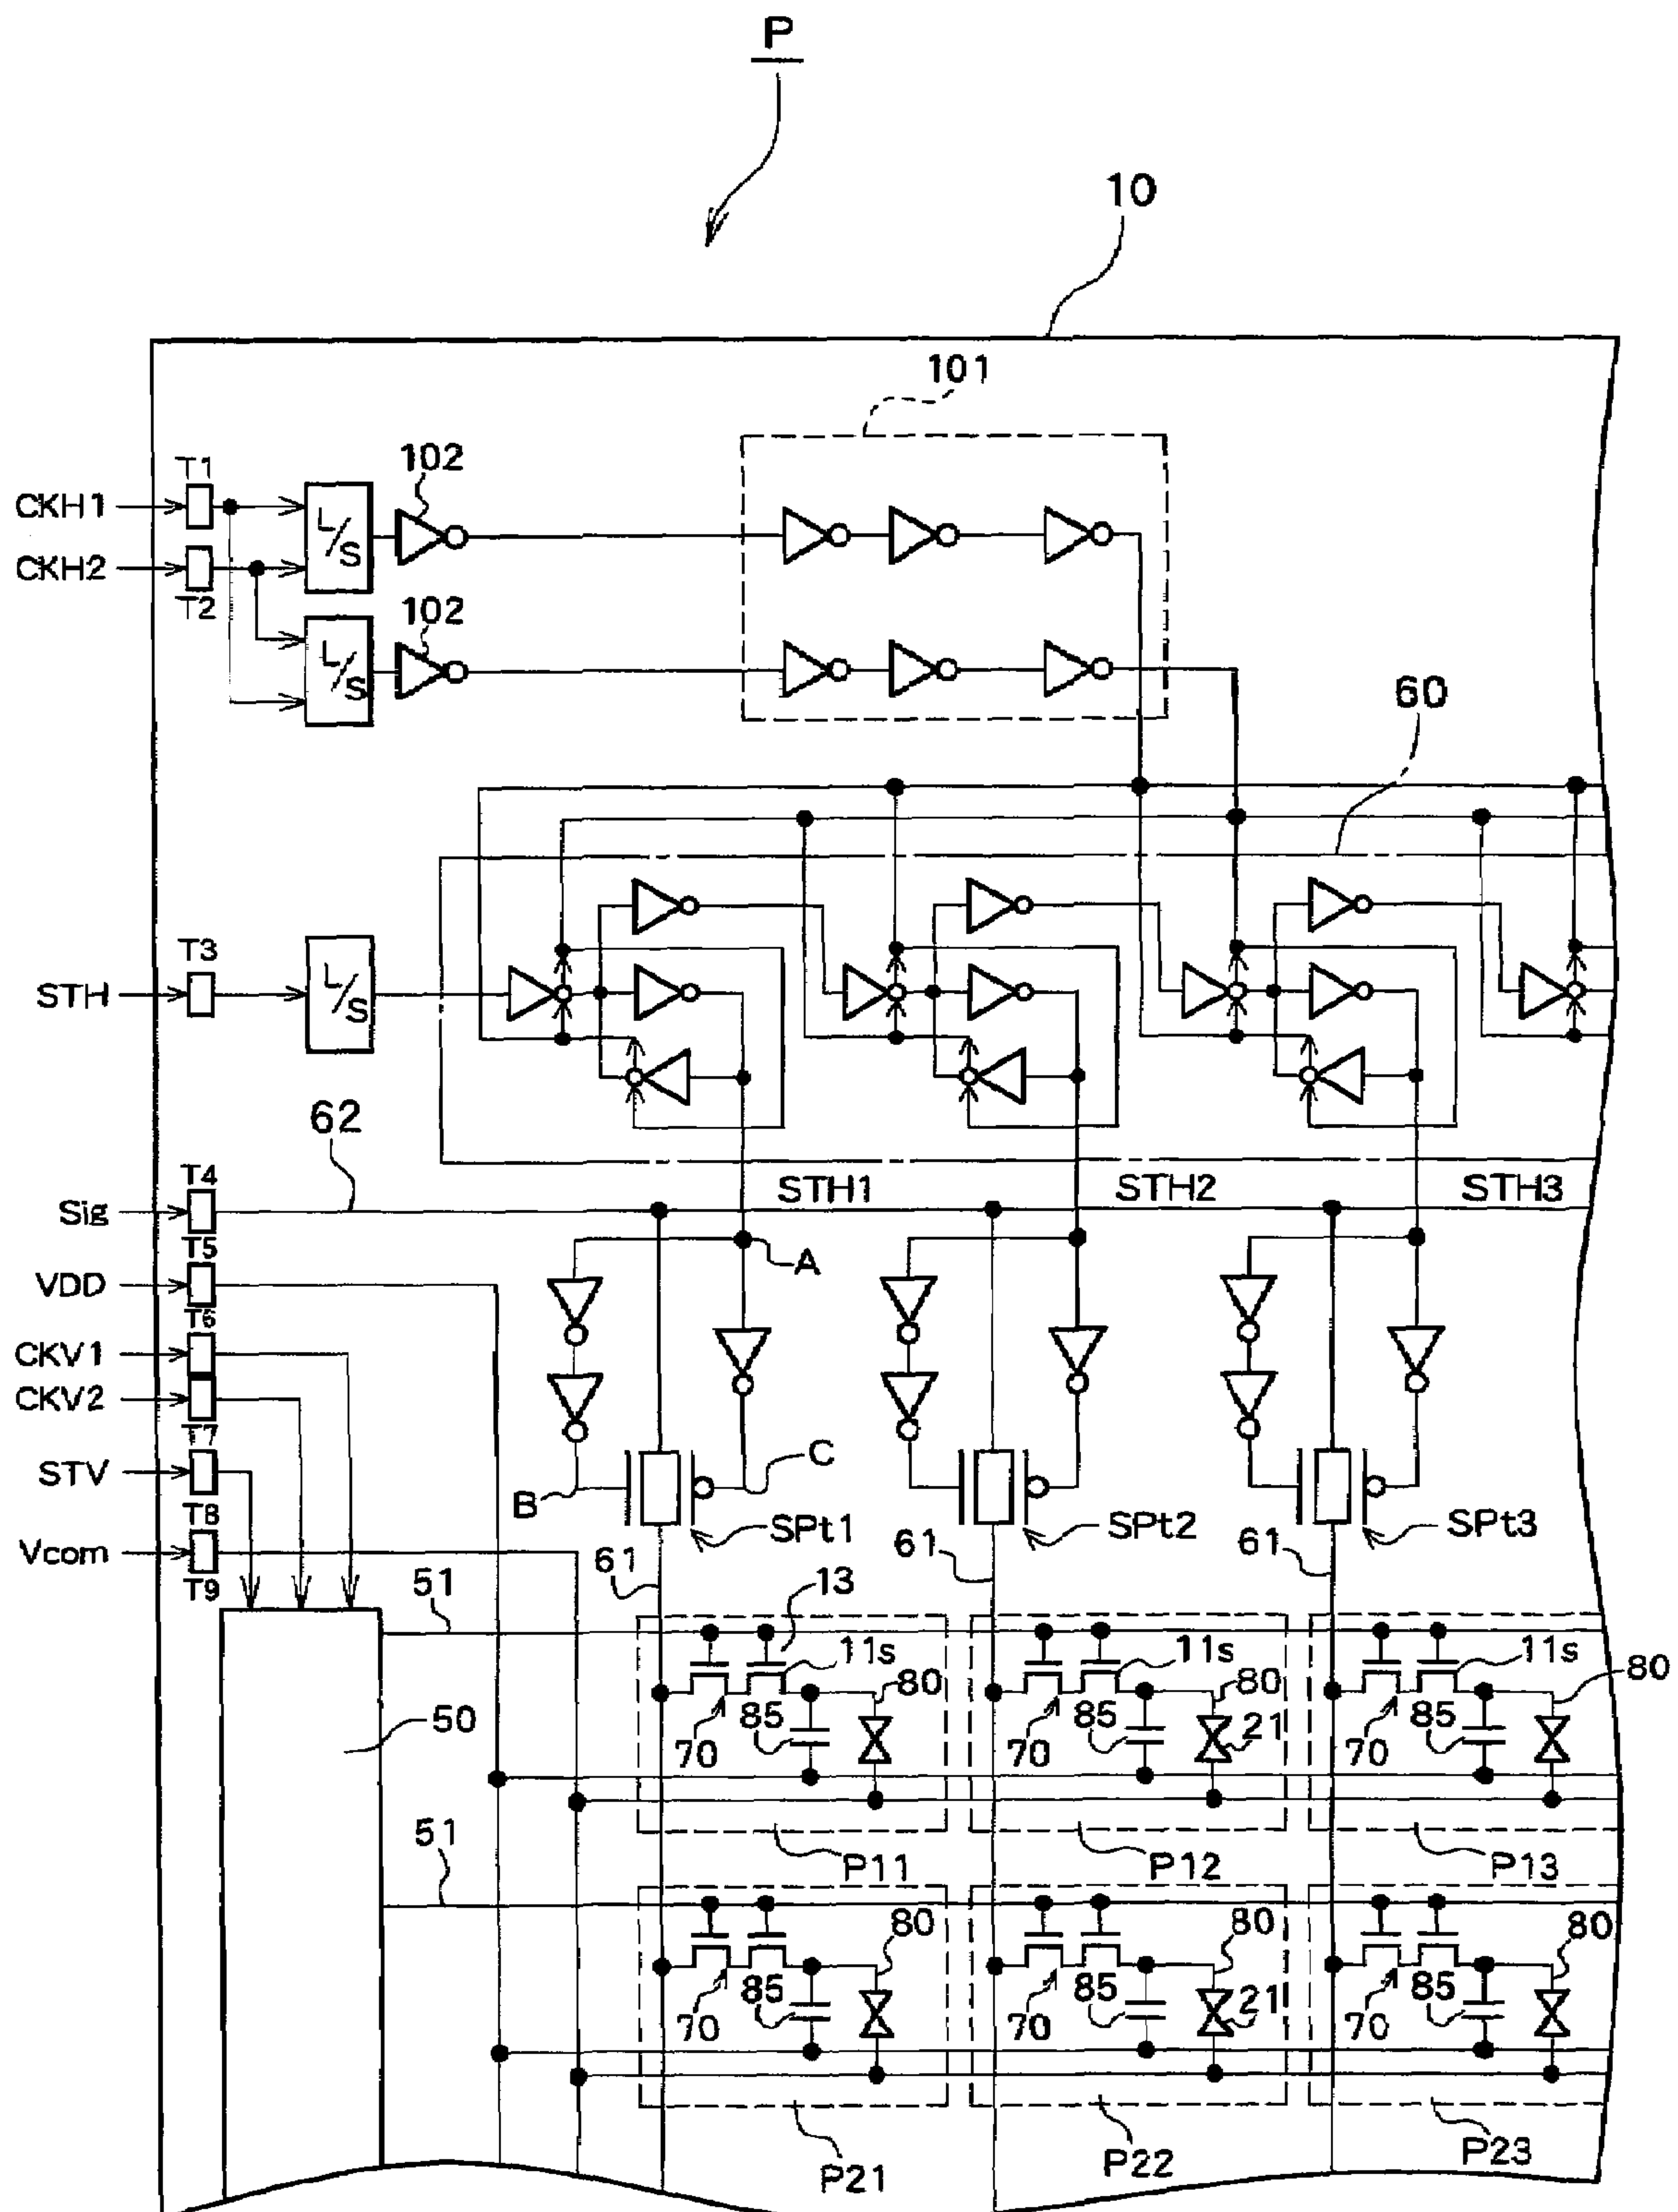 P
10
101
T1
102
CKH1
L/S
CKH2
T2
102
L/S
60
T3
STH
L/S
62
T4
STH1
STH2
STH3
Sig
T5
A
VDD
T6
CKV1
CKV2
T7
C
STV
B
T8
SPt1
SPt2
SPt3
Vcom
61
61
61
T9
51
13
11s
11s
11s
80
80
80
50
85
85
21
85
70
70
70
51
P11
P12
P13
80
80
80
85
85
21
85
70
70
70
P21
P22
P23